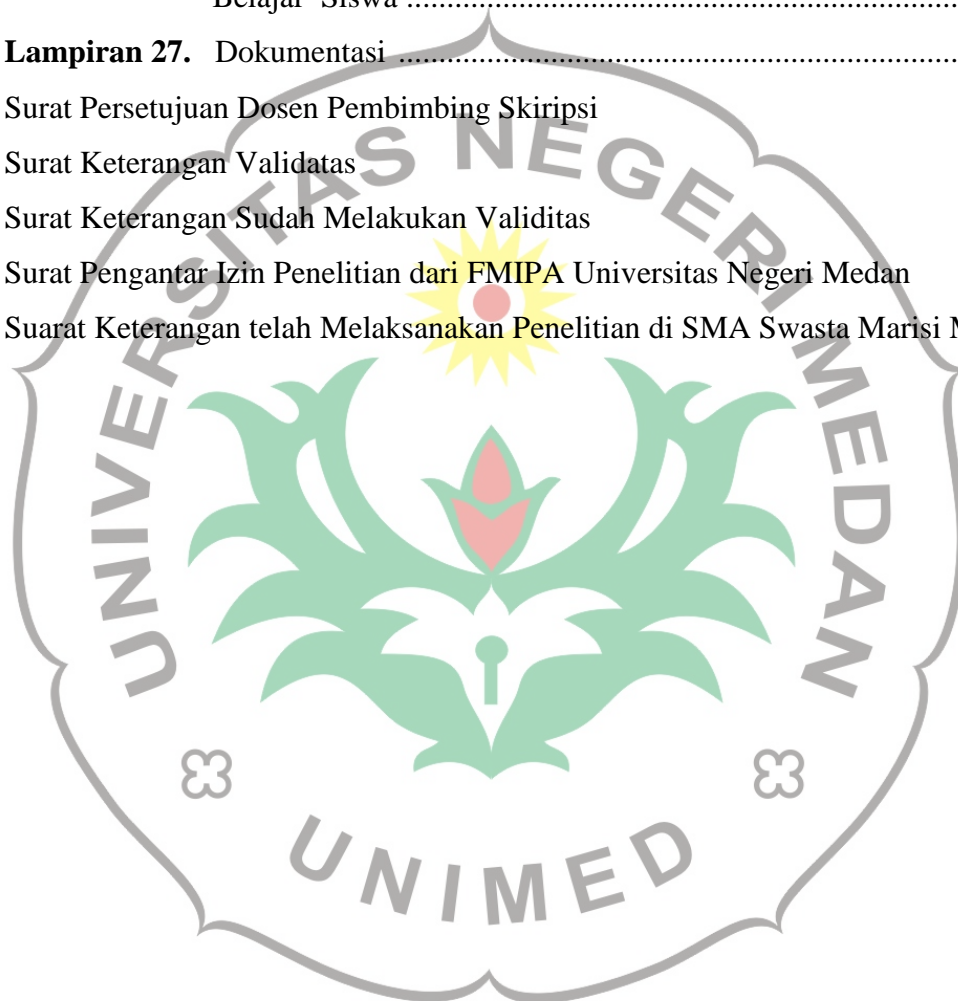 Belajar Siswa ........................................................................
Lampiran 27. Dokumentasi ........................................................................
Surat Persetujuan Dosen Pembimbing Skiripsi
Surat Keterangan Validatas
Surat Keterangan Sudah Melakukan Validitas
Surat Pengantar Izin Penelitian dari FMIPA Universitas Negeri Medan
Suarat Keterangan telah Melaksanakan Penelitian di SMA Swasta Marisi M
UNIVERSITAS NEGERI MEDAN
UNIMED